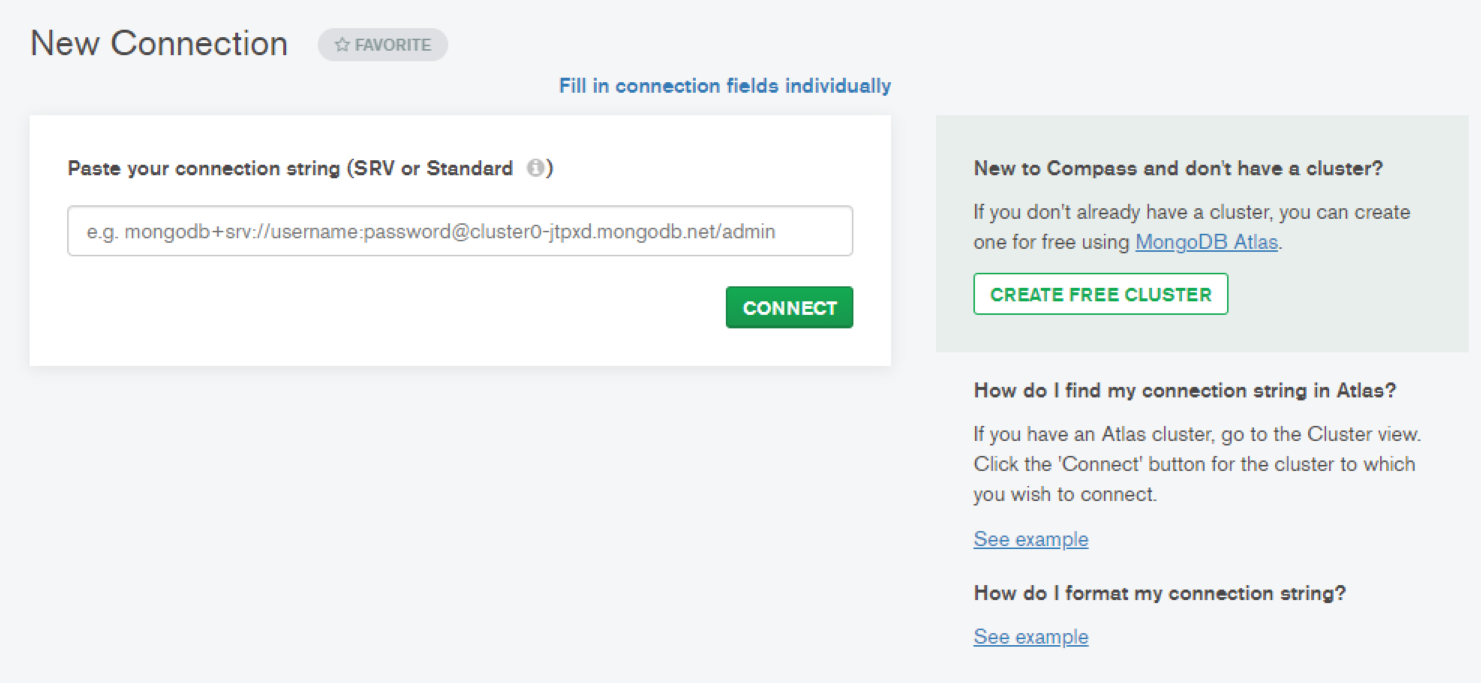 New Connection
FAVORITE
Fill in connection fields individually
Paste your connection string (SRV or Standard i)
e.g. mongodb+srv://username:password@cluster0-jtpxd.mongodb.net/admin
CONNECT
New to Compass and don't have a cluster?
If you don't already have a cluster, you can create
one for free using MongoDB Atlas.
CREATE FREE CLUSTER
How do I find my connection string in Atlas?
If you have an Atlas cluster, go to the Cluster view.
Click the 'Connect' button for the cluster to which
you wish to connect.
See example
How do I format my connection string?
See example